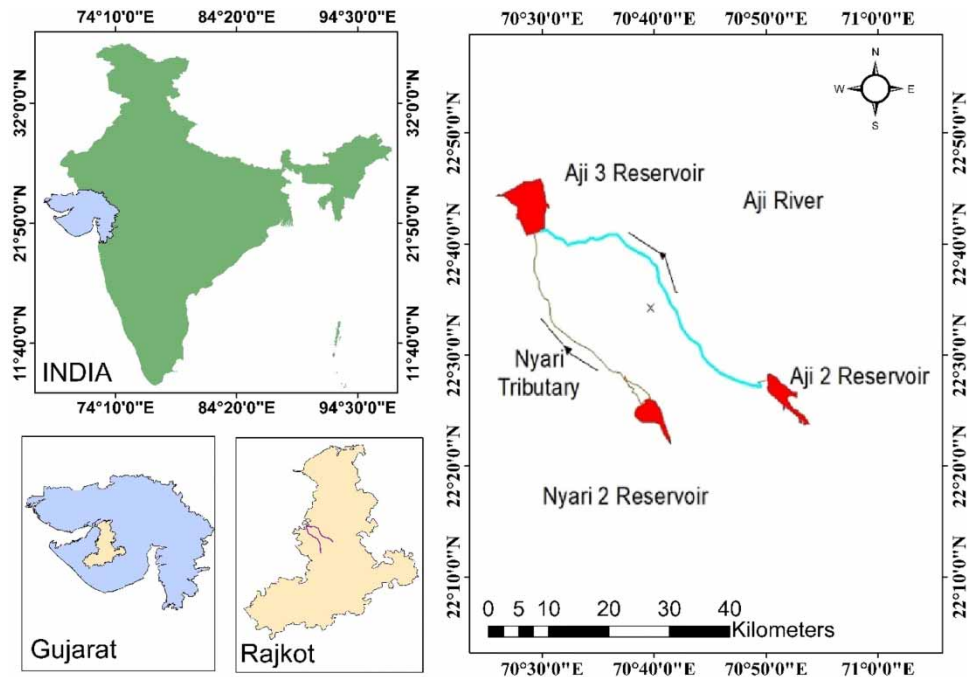 74°10'0"E 84°20'0"E 94°30'0"E
32°0'0"N
21°50'0"N
11°40'0"N
32°0'0"N
21°50'0"N
11°40'0"N
INDIA
74°10'0"E 84°20'0"E 94°30'0"E
Gujarat
Rajkot
70°30'0"E 70°40'0"E 70°50'0"E 71°0'0"E
22°50'0"N
22°40'0"N
22°30'0"N
22°20'0"N
22°10'0"N
22°50'0"N
22°40'0"N
22°30'0"N
22°20'0"N
22°10'0"N
N
W E
S
Aji 3 Reservoir
Aji River
X
Nyari
Tributary
Aji 2 Reservoir
Nyari 2 Reservoir
0 5 10 20 30 40
Kilometers
70°30'0"E 70°40'0"E 70°50'0"E 71°0'0"E